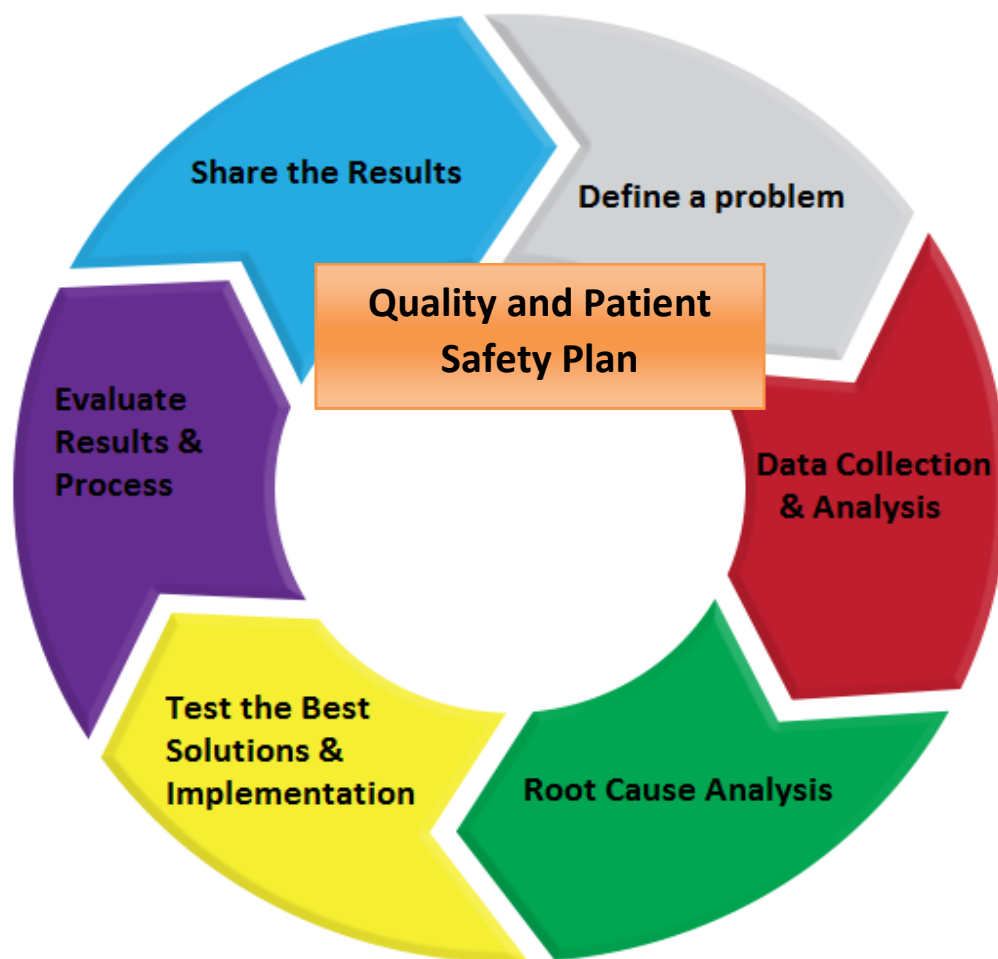 Share the Results
Define a problem
Quality and Patient
Safety Plan
Evaluate
Results &
Process
Data Collection
& Analysis
Test the Best
Solutions &
Implementation
Root Cause Analysis